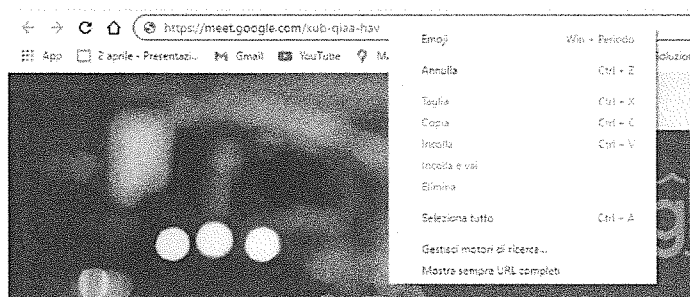 https://meet.google.com/xub-qiaa-hav
App 2 aprile - Presentazi... Gmail YouTube
Emoji Win + Periodo
Annulla Ctrl + Z
Taglia Ctrl + X
Copia Ctrl + C
Incolla Ctrl + V
Incolla e vai
Elimina
Seleziona tutto Ctrl + A
Gestisci motori di ricerca...
Mostra sempre URL completi